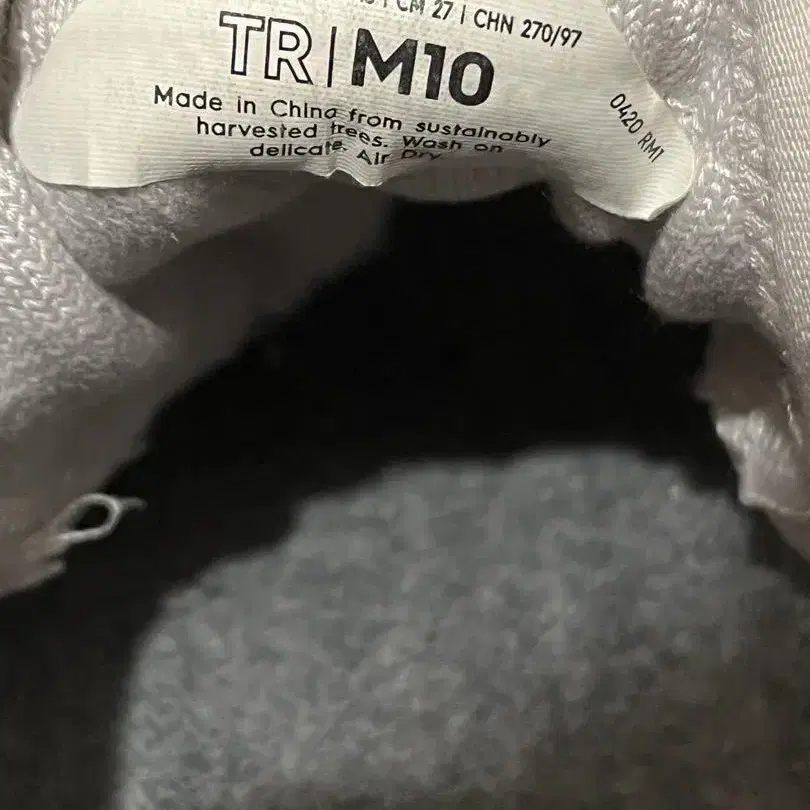 CM 27 | CHN 270/97
TR|M10
Made in China from sustainably
harvested trees. Wash on
delicate. Air Dry
0420 RM1